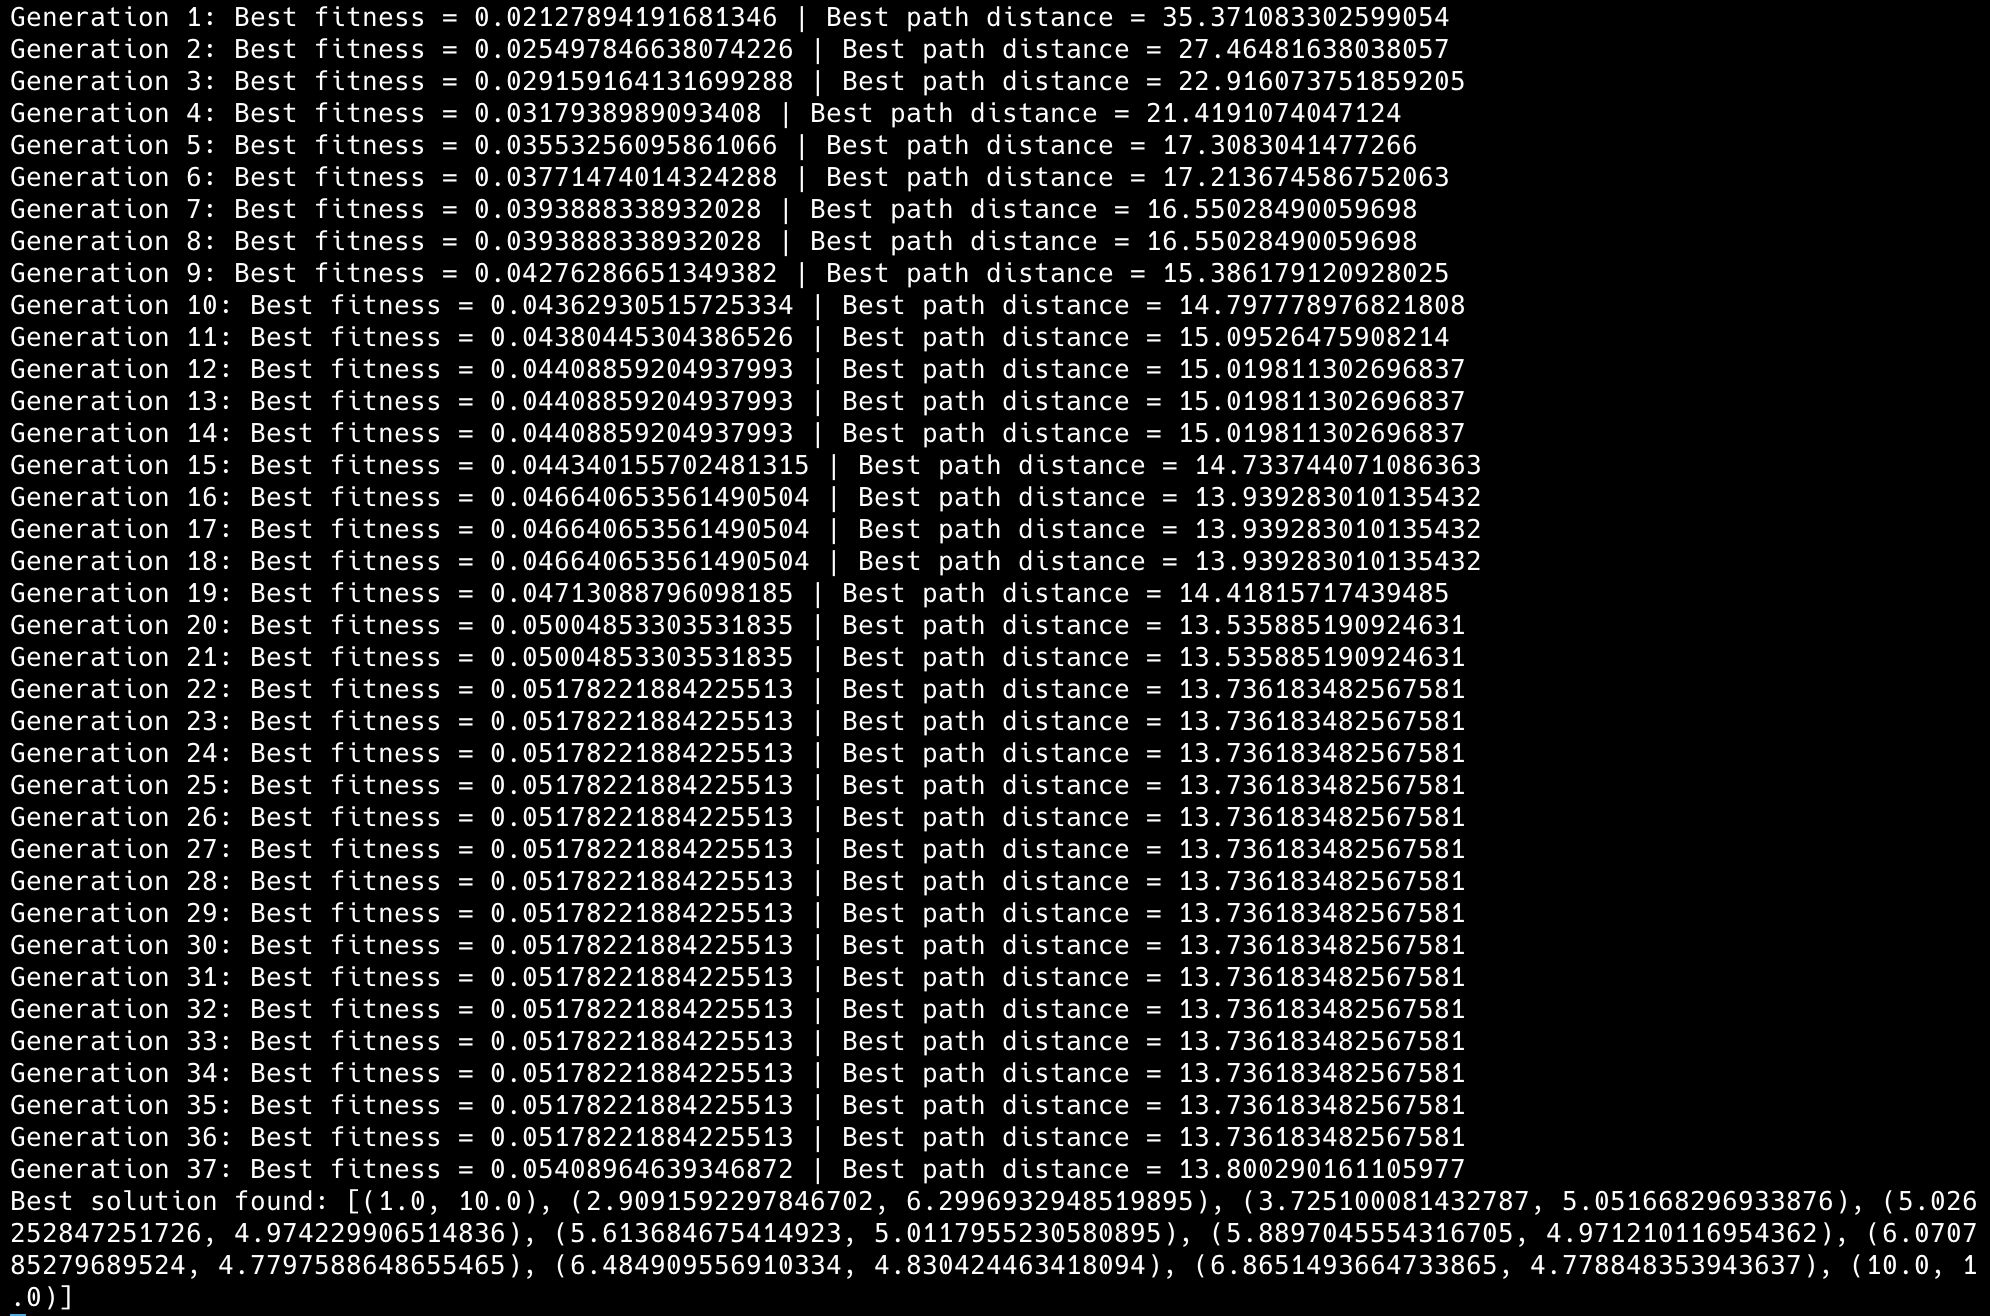 Generation 1: Best fitness = 0.02127894191681346 | Best path distance = 35.371083302599054
Generation 2: Best fitness = 0.025497846638074226 | Best path distance = 27.46481638038057
Generation 3: Best fitness = 0.029159164131699288 | Best path distance = 22.916073751859205
Generation 4: Best fitness = 0.0317938989093408 | Best path distance = 21.4191074047124
Generation 5: Best fitness = 0.03553256095861066 | Best path distance = 17.3083041477266
Generation 6: Best fitness = 0.03771474014324288 | Best path distance = 17.213674586752063
Generation 7: Best fitness = 0.0393888338932028 | Best path distance = 16.55028490059698
Generation 8: Best fitness = 0.0393888338932028 | Best path distance = 16.55028490059698
Generation 9: Best fitness = 0.04276286651349382 | Best path distance = 15.386179120928025
Generation 10: Best fitness = 0.04362930515725334 | Best path distance = 14.797778976821808
Generation 11: Best fitness = 0.04380445304386526 | Best path distance = 15.09526475908214
Generation 12: Best fitness = 0.04408859204937993 | Best path distance = 15.019811302696837
Generation 13: Best fitness = 0.04408859204937993 | Best path distance = 15.019811302696837
Generation 14: Best fitness = 0.04408859204937993 | Best path distance = 15.019811302696837
Generation 15: Best fitness = 0.044340155702481315 | Best path distance = 14.733744071086363
Generation 16: Best fitness = 0.046640653561490504 | Best path distance = 13.939283010135432
Generation 17: Best fitness = 0.046640653561490504 | Best path distance = 13.939283010135432
Generation 18: Best fitness = 0.046640653561490504 | Best path distance = 13.939283010135432
Generation 19: Best fitness = 0.04713088796098185 | Best path distance = 14.41815717439485
Generation 20: Best fitness = 0.05004853303531835 | Best path distance = 13.535885190924631
Generation 21: Best fitness = 0.05004853303531835 | Best path distance = 13.535885190924631
Generation 22: Best fitness = 0.05178221884225513 | Best path distance = 13.736183482567581
Generation 23: Best fitness = 0.05178221884225513 | Best path distance = 13.736183482567581
Generation 24: Best fitness = 0.05178221884225513 | Best path distance = 13.736183482567581
Generation 25: Best fitness = 0.05178221884225513 | Best path distance = 13.736183482567581
Generation 26: Best fitness = 0.05178221884225513 | Best path distance = 13.736183482567581
Generation 27: Best fitness = 0.05178221884225513 | Best path distance = 13.736183482567581
Generation 28: Best fitness = 0.05178221884225513 | Best path distance = 13.736183482567581
Generation 29: Best fitness = 0.05178221884225513 | Best path distance = 13.736183482567581
Generation 30: Best fitness = 0.05178221884225513 | Best path distance = 13.736183482567581
Generation 31: Best fitness = 0.05178221884225513 | Best path distance = 13.736183482567581
Generation 32: Best fitness = 0.05178221884225513 | Best path distance = 13.736183482567581
Generation 33: Best fitness = 0.05178221884225513 | Best path distance = 13.736183482567581
Generation 34: Best fitness = 0.05178221884225513 | Best path distance = 13.736183482567581
Generation 35: Best fitness = 0.05178221884225513 | Best path distance = 13.736183482567581
Generation 36: Best fitness = 0.05178221884225513 | Best path distance = 13.736183482567581
Generation 37: Best fitness = 0.05408964639346872 | Best path distance = 13.800290161105977
Best solution found: [(1.0, 10.0), (2.9091592297846702, 6.2996932948519895), (3.725100081432787, 5.051668296933876), (5.026
252847251726, 4.974229906514836), (5.613684675414923, 5.0117955230580895), (5.8897045554316705, 4.971210116954362), (6.0707
85279689524, 4.7797588648655465), (6.484909556910334, 4.830424463418094), (6.8651493664733865, 4.778848353943637), (10.0, 1
.0)]